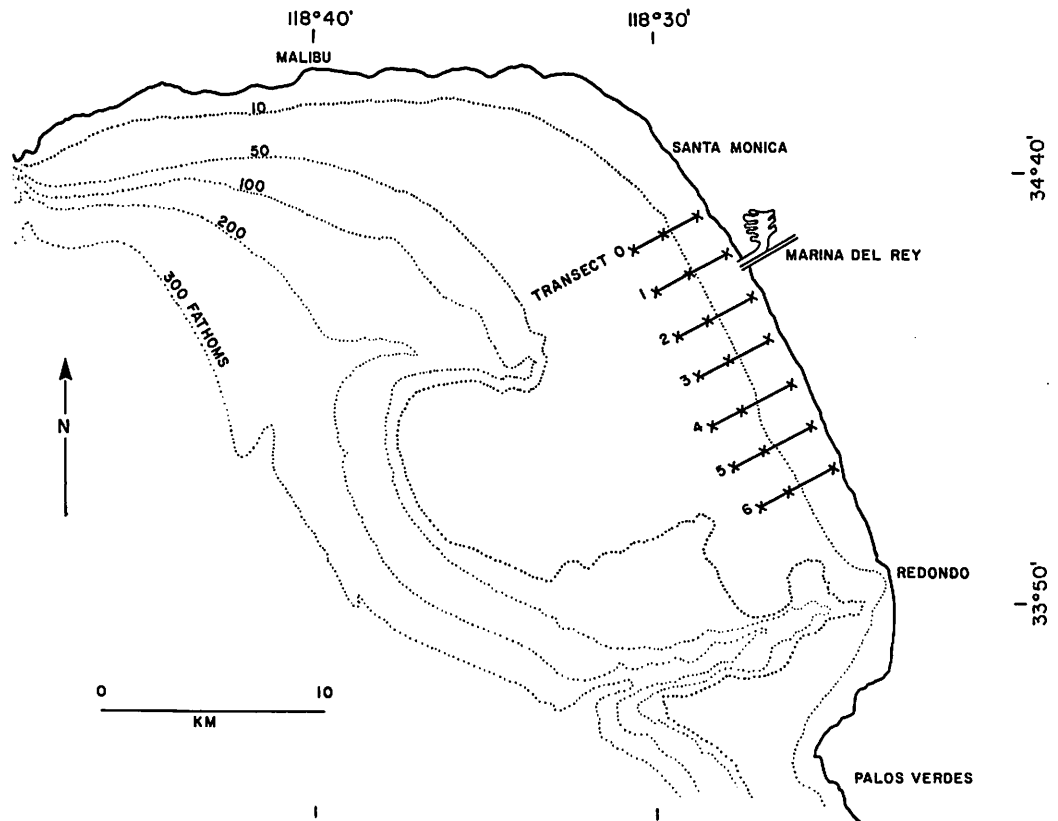 118°40'
118°30'
MALIBU
10
SANTA MONICA
50
34°40'
100
200
TRANSECT 0
MARINA DEL REY
1
300 FATHOMS
2
3
4
N
5
6
REDONDO
33°50'
0 10
KM
PALOS VERDES